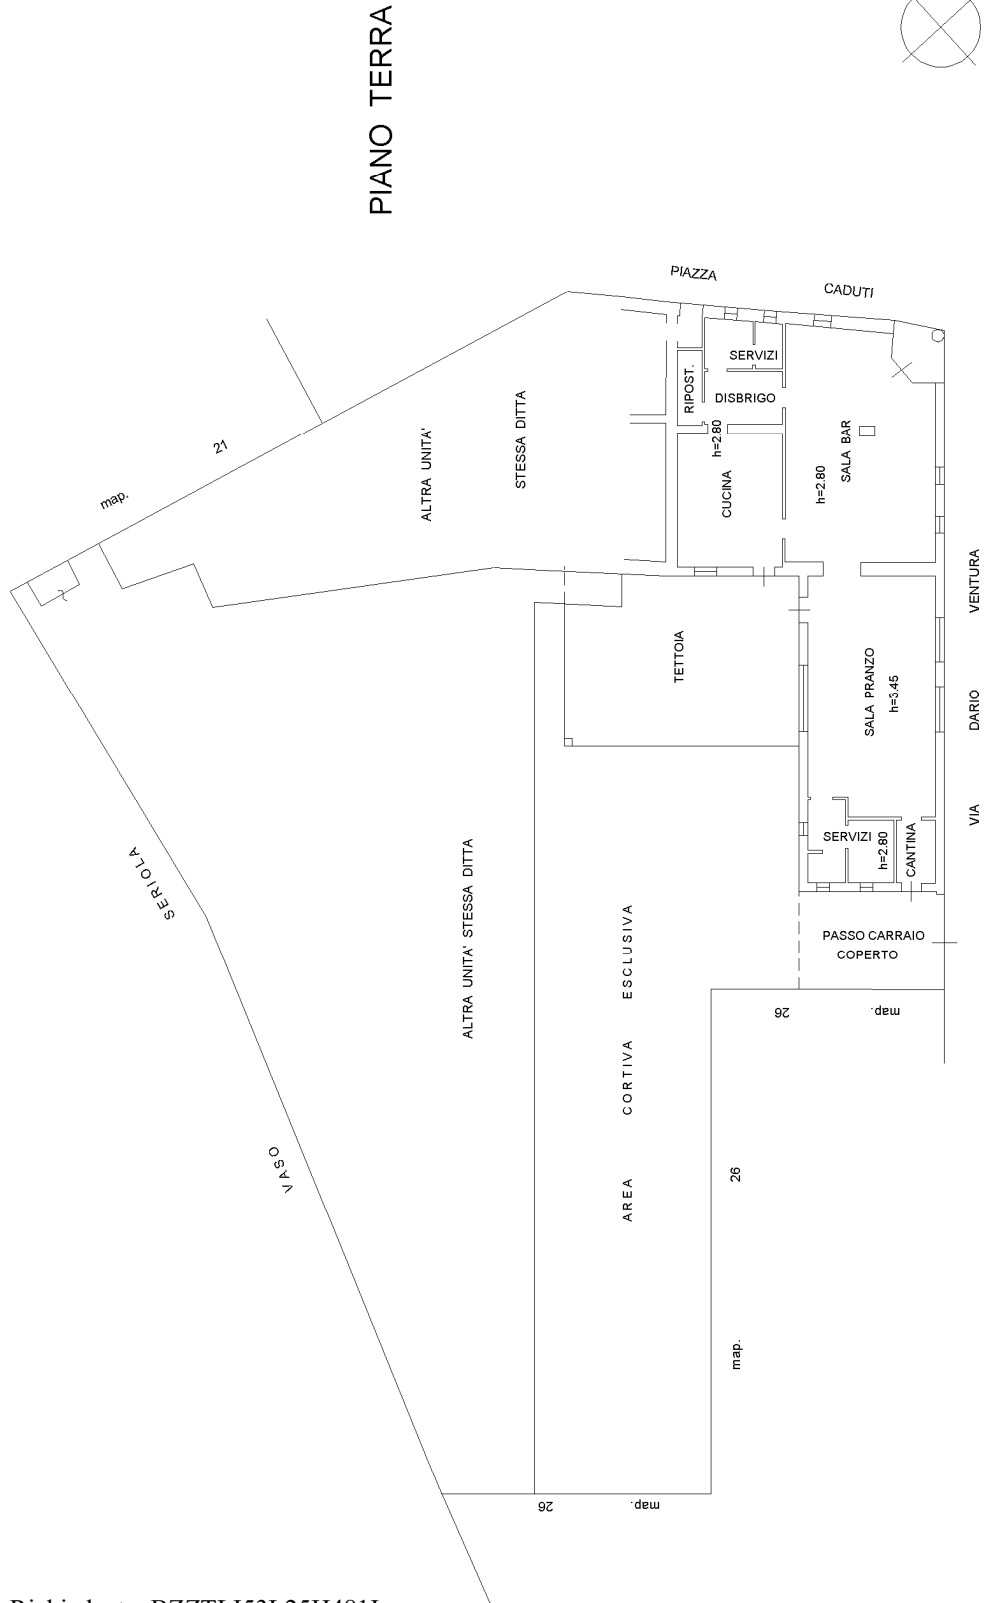 PIANO TERRA
PIAZZA CADUTI
SERVIZI
RIPOST.
DISBRIGO
h=2.80
CUCINA
SALA BAR
h=2.80
ALTRA UNITA'
STESSA DITTA
21
map.
VIA DARIO VENTURA
TETTOIA
SALA PRANZO
h=3.45
SERVIZI
h=2.80
CANTINA
PASSO CARRAIO
COPERTO
map. 26
ALTRA UNITA' STESSA DITTA
AREA CORTIVA ESCLUSIVA
VASO SERIOLA
map. 26
map. 26